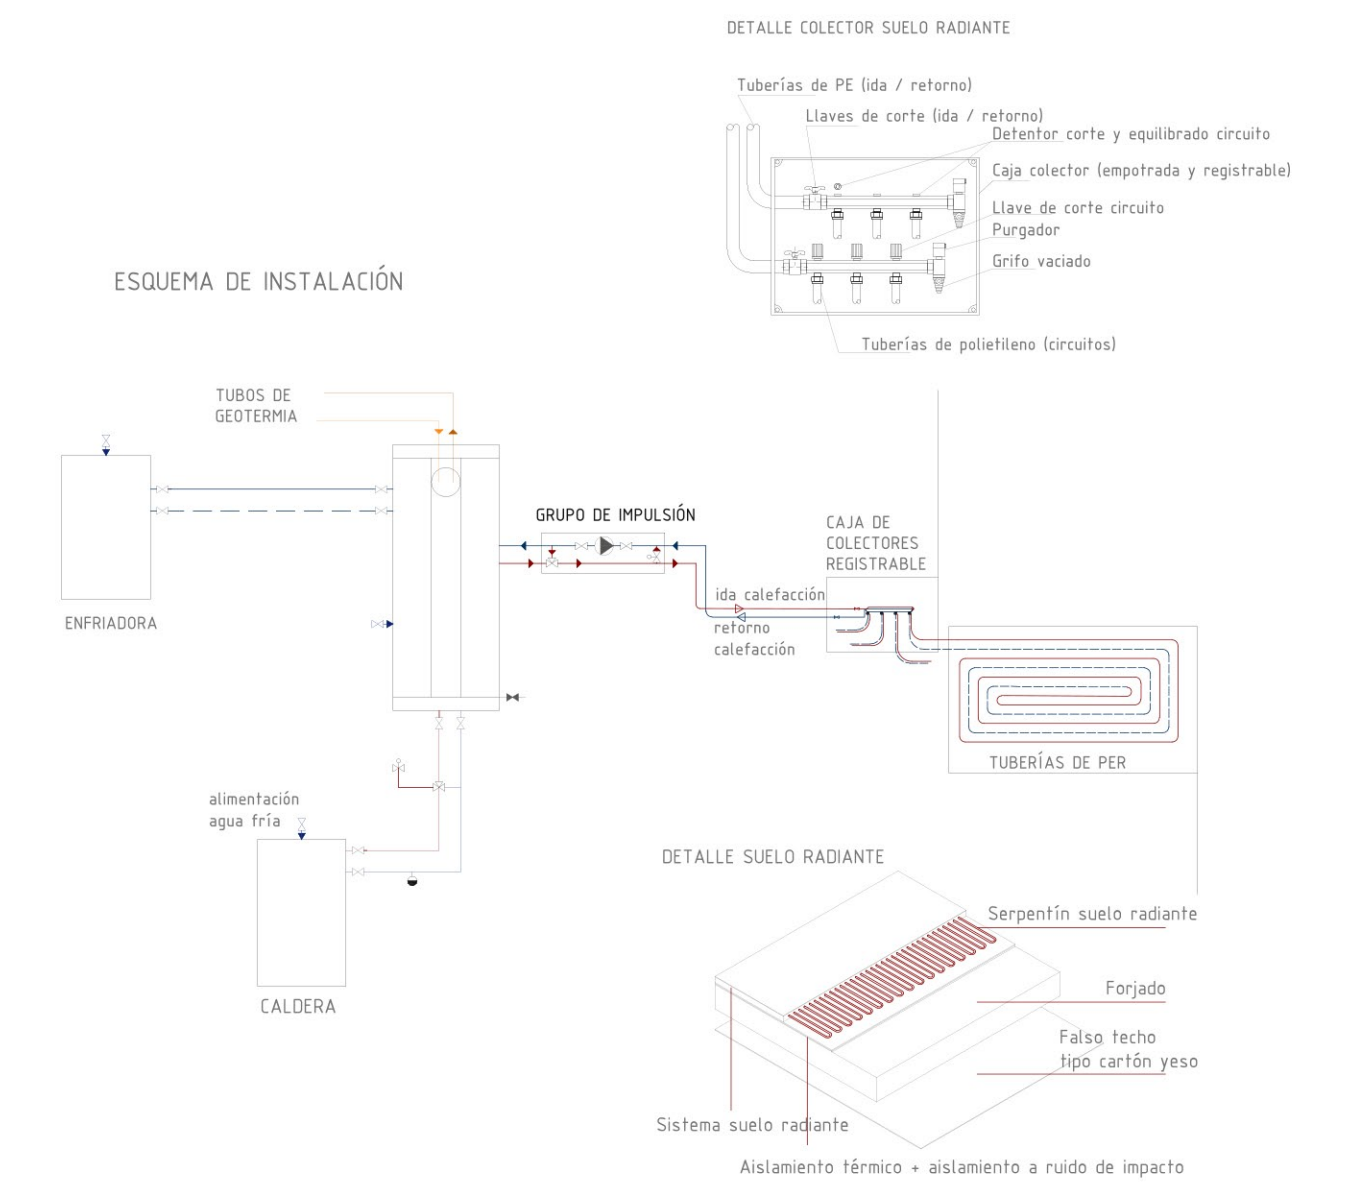 DETALLE COLECTOR SUELO RADIANTE
Tuberías de PE (ida / retorno)
Llaves de corte (ida / retorno)
Detentor corte y equilibrado circuito
Caja colector (empotrada y registrable)
Llave de corte circuito
Purgador
Grifo vaciado
Tuberías de polietileno (circuitos)
ESQUEMA DE INSTALACIÓN
TUBOS DE
GEOTERMIA
GRUPO DE IMPULSIÓN
CAJA DE
COLECTORES
REGISTRABLE
ida calefacción
retorno
calefacción
ENFRIADORA
TUBERÍAS DE PER
alimentación
agua fría
CALDERA
DETALLE SUELO RADIANTE
Serpentín suelo radiante
Forjado
Falso techo
tipo cartón yeso
Sistema suelo radiante
Aislamiento térmico + aislamiento a ruido de impacto